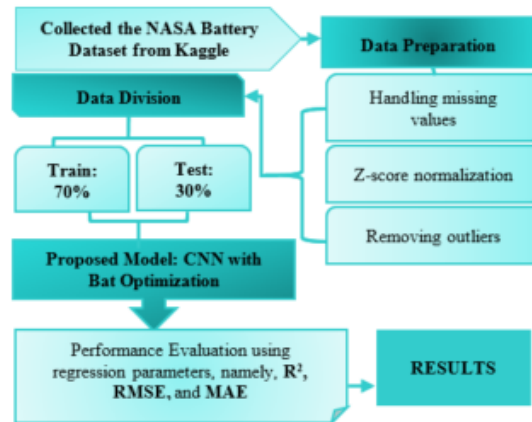 Collected the NASA Battery
Dataset from Kaggle
Data Preparation
Handling missing
values
Z-score normalization
Removing outliers
Data Division
Train:
70%
Test:
30%
Proposed Model: CNN with
Bat Optimization
Performance Evaluation using
regression parameters, namely, R²,
RMSE, and MAE
RESULTS